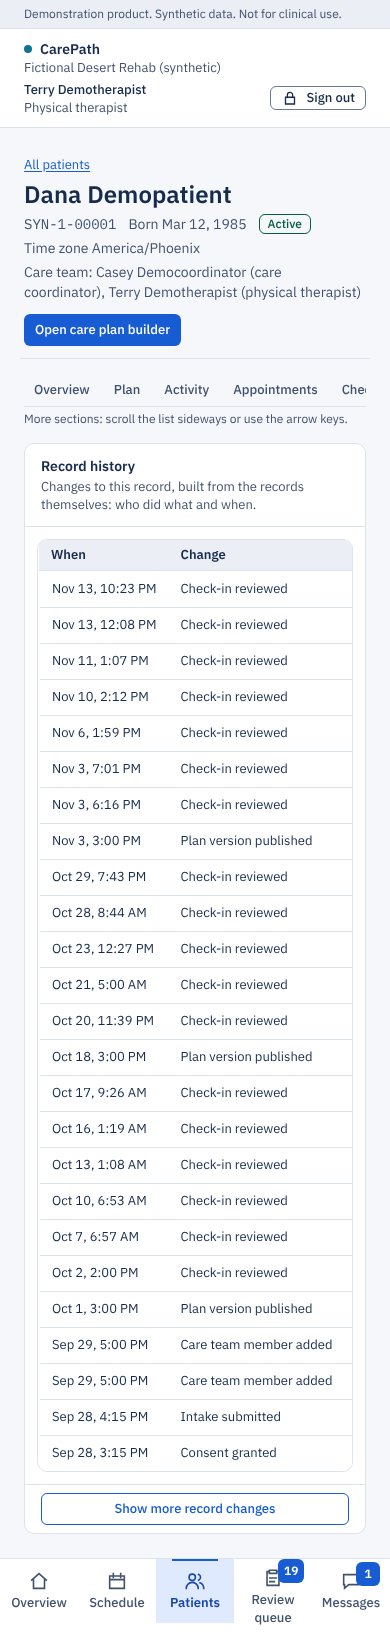 Demonstration product. Synthetic data. Not for clinical use.
CarePath
Fictional Desert Rehab (synthetic)
Terry Demotherapist
Physical therapist
Sign out
All patients
Dana Demopatient
SYN-1-00001 Born Mar 12, 1985 Active
Time zone America/Phoenix
Care team: Casey Democoordinator (care
coordinator), Terry Demotherapist (physical therapist)
Open care plan builder
Overview Plan Activity Appointments
More sections: scroll the list sideways or use the arrow keys.
Record history
Changes to this record, built from the records
themselves: who did what and when.
When Change
Nov 13, 10:23 PM Check-in reviewed
Nov 13, 12:08 PM Check-in reviewed
Nov 11, 1:07 PM Check-in reviewed
Nov 10, 2:12 PM Check-in reviewed
Nov 6, 1:59 PM Check-in reviewed
Nov 3, 7:01 PM Check-in reviewed
Nov 3, 6:16 PM Check-in reviewed
Nov 3, 3:00 PM Plan version published
Oct 29, 7:43 PM Check-in reviewed
Oct 28, 8:44 AM Check-in reviewed
Oct 23, 12:27 PM Check-in reviewed
Oct 21, 5:00 AM Check-in reviewed
Oct 20, 11:39 PM Check-in reviewed
Oct 18, 3:00 PM Plan version published
Oct 17, 9:26 AM Check-in reviewed
Oct 16, 1:19 AM Check-in reviewed
Oct 13, 1:08 AM Check-in reviewed
Oct 10, 6:53 AM Check-in reviewed
Oct 7, 6:57 AM Check-in reviewed
Oct 2, 2:00 PM Check-in reviewed
Oct 1, 3:00 PM Plan version published
Sep 29, 5:00 PM Care team member added
Sep 29, 5:00 PM Care team member added
Sep 28, 4:15 PM Intake submitted
Sep 28, 3:15 PM Consent granted
Show more record changes
19 1
Overview Schedule Patients Review Messages
queue